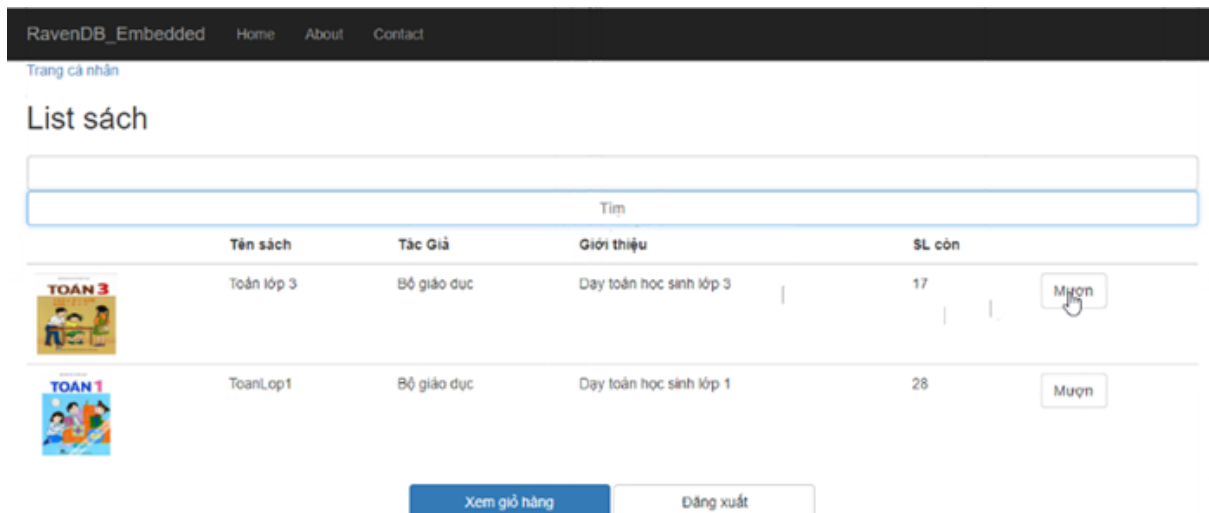 RavenDB_Embedded Home About Contact
Trang cá nhân
List sách
Tìm
Tên sách Tác Giả Giới thiệu SL còn
TOÁN 3 Toán lớp 3 Bộ giáo dục Dạy toán học sinh lớp 3 17 Mượn
TOÁN 1 ToanLop1 Bộ giáo dục Dạy toán học sinh lớp 1 28 Mượn
Xem giỏ hàng Đăng xuất